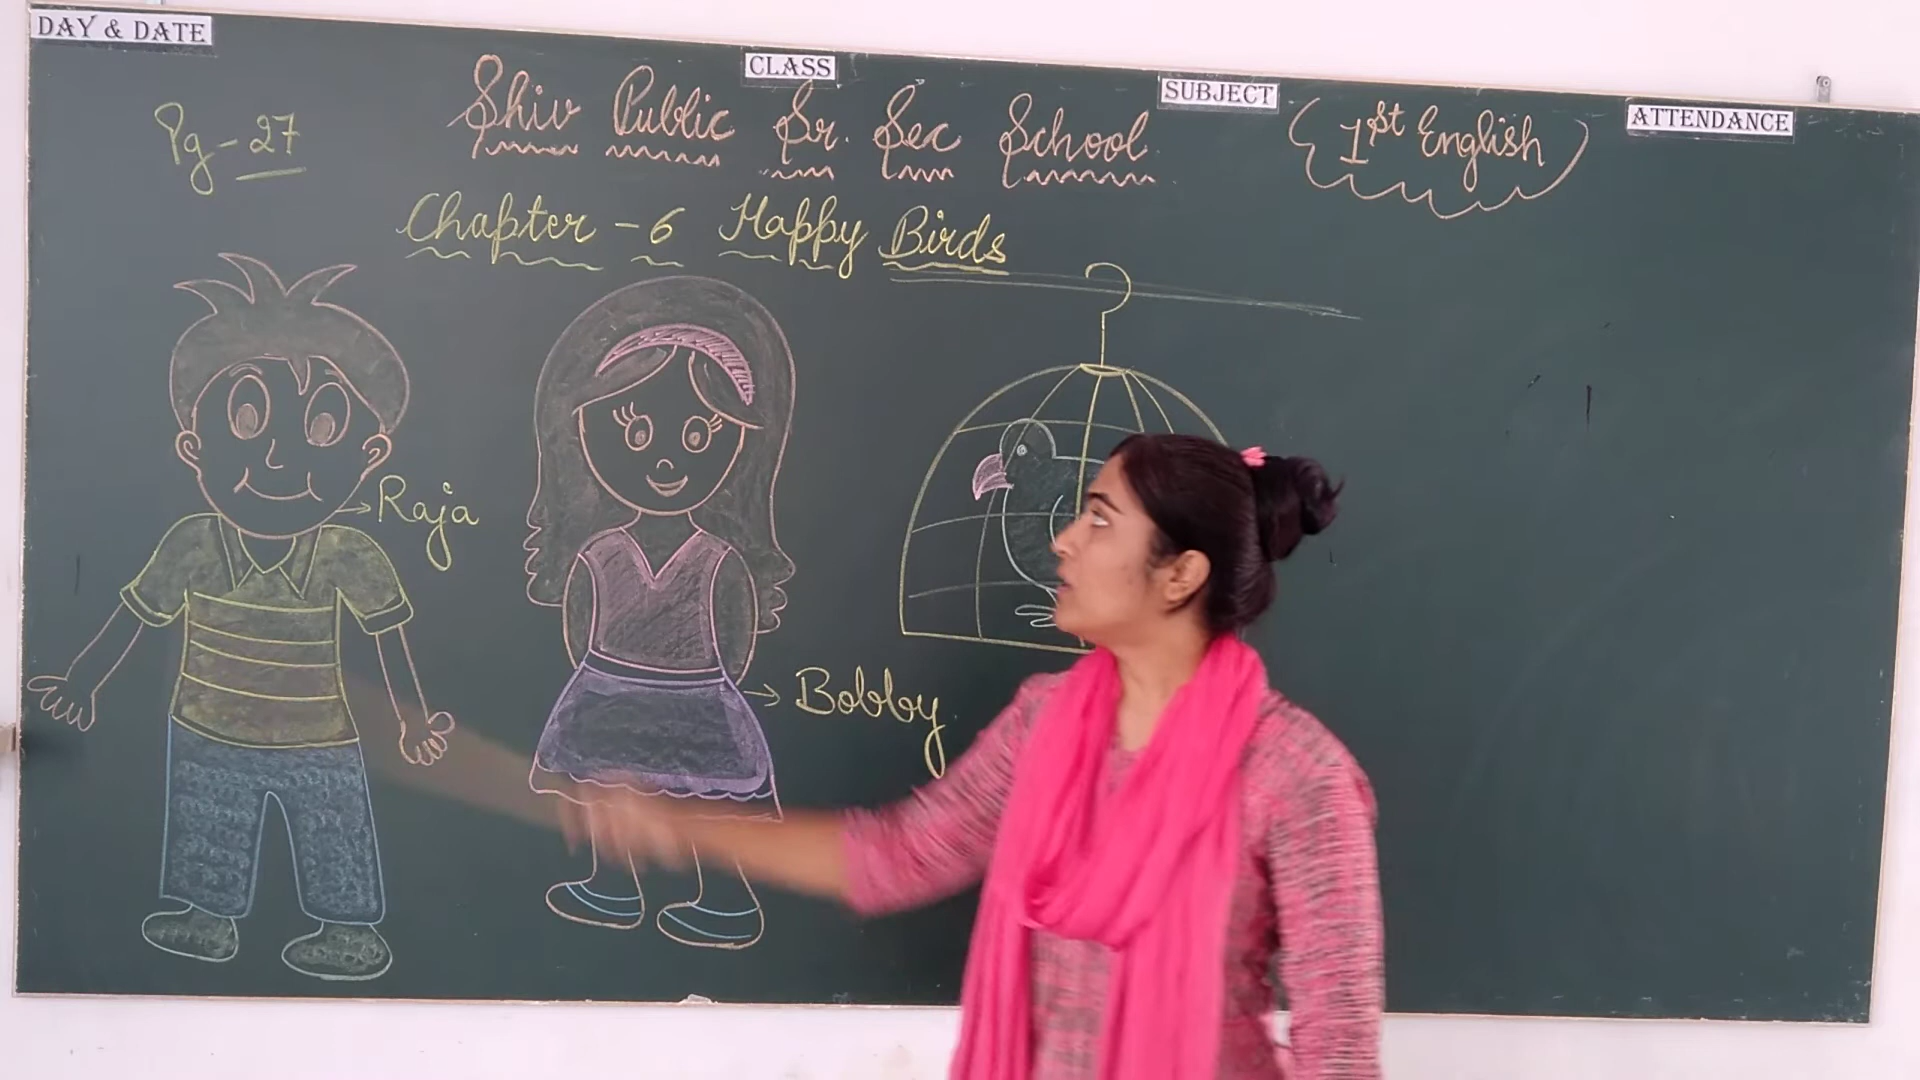 DAY & DATE
CLASS
SUBJECT
ATTENDANCE
Pg-27
Shiv Public Sr. Sec School
1st English
Chapter - 6 Happy Birds
Raja
Bobby